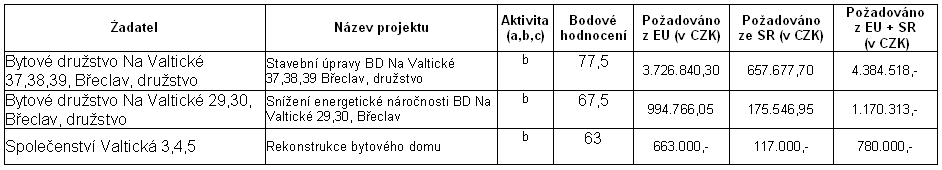 Žadatel
Název projektu
Aktivita
(a,b,c)
Bodové
hodnocení
Požadováno
z EU (v CZK)
Požadováno
ze SR (v CZK)
Požadováno
z EU + SR
(v CZK)
Bytové družstvo Na Valtické
37,38,39, Břeclav, družstvo
Stavební úpravy BD Na Valtické
37,38,39 Břeclav, družstvo
b
77,5
3.726.840,30
657.677,70
4.384.518,-
Bytové družstvo Na Valtické 29,30,
Břeclav, družstvo
Snížení energetické náročnosti BD Na
Valtické 29,30, Břeclav
b
67,5
994.766,05
175.546,95
1.170.313,-
Společenství Valtická 3,4,5
Rekonstrukce bytového domu
b
63
663.000,-
117.000,-
780.000,-